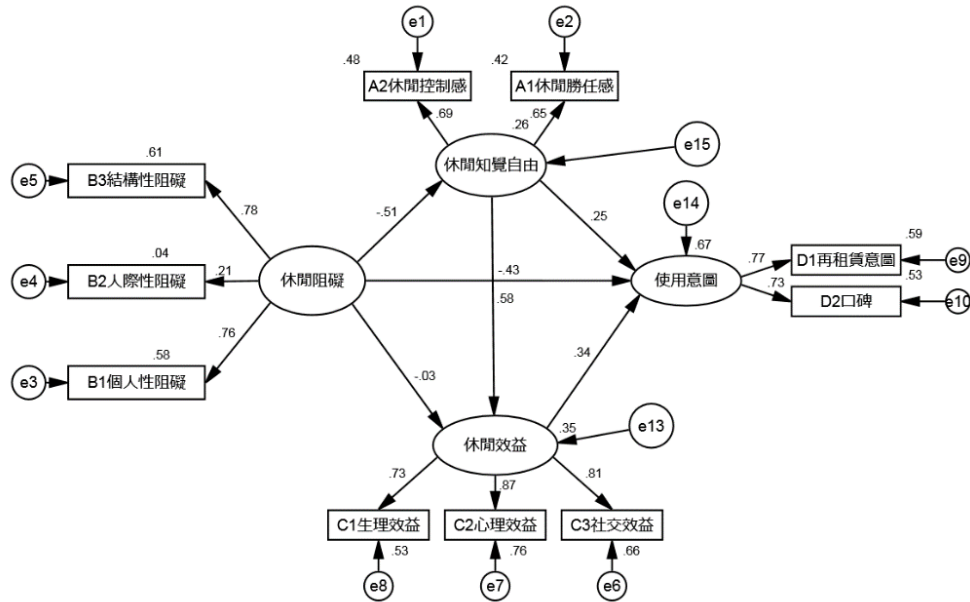 e1
e2
.48
.42
A2休閒控制感
A1休閒勝任感
.69
.26
.65
e15
.61
休閒知覺自由
e5
B3結構性阻礙
.78
-.51
.25
e14
.04
.67
.59
e4
B2人際性阻礙
.21
休閒阻礙
-.43
使用意圖
.77
D1再租賃意圖
e9
.58
.73
.53
D2口碑
e10
.76
.58
.34
e3
B1個人性阻礙
-.03
.35
e13
休閒效益
.73
.87
.81
C1生理效益
C2心理效益
C3社交效益
.53
.76
.66
e8
e7
e6